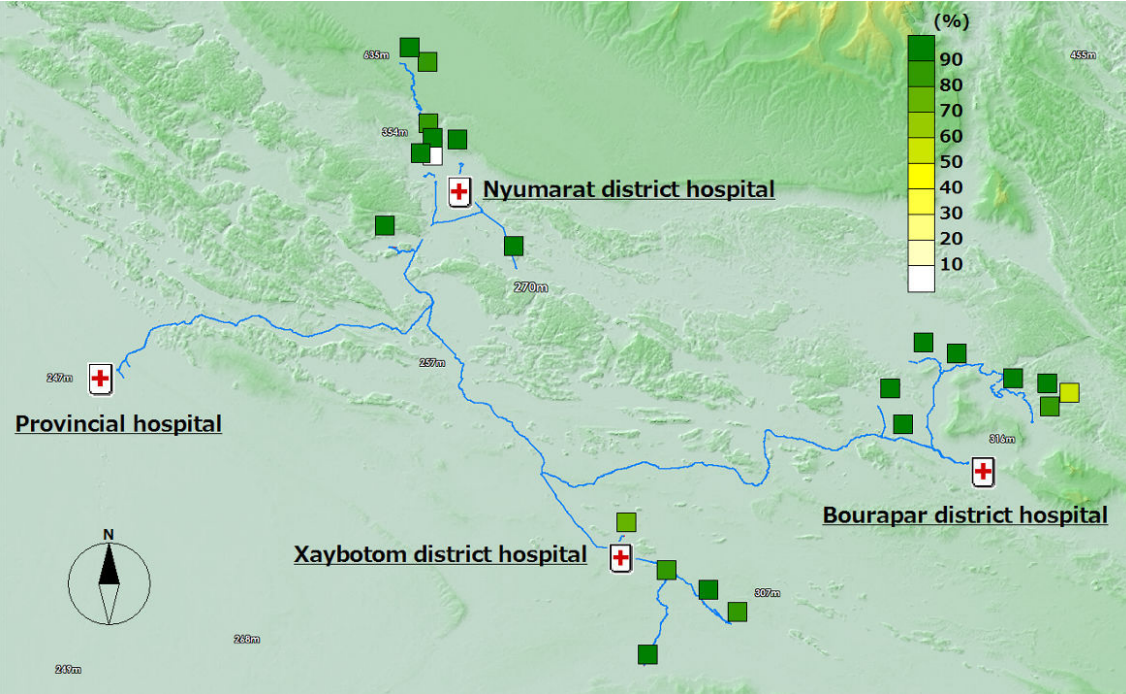 (%)
90
80
70
60
50
40
30
20
10
635m
455m
354m
Nyumarat district hospital
270m
257m
247m
Provincial hospital
316m
Bourapar district hospital
N
Xaybotom district hospital
307m
268m
249m